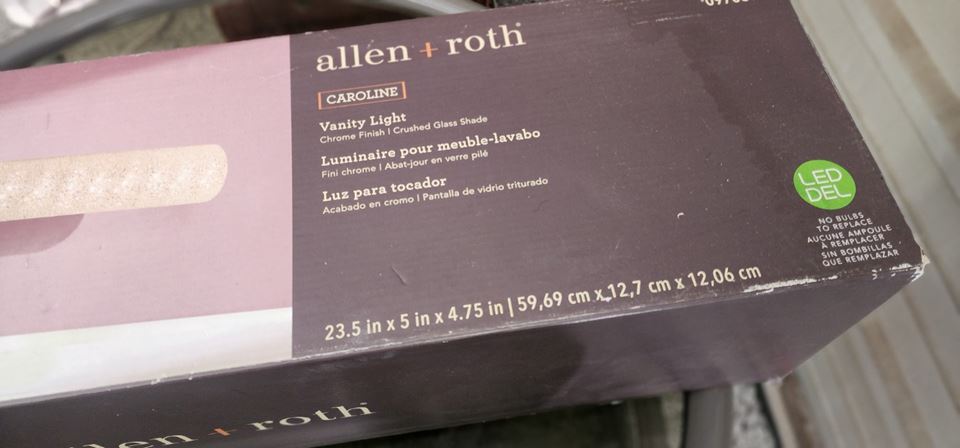 allen + roth
CAROLINE
Vanity Light
Chrome Finish | Crushed Glass Shade
Luminaire pour meuble-lavabo
Fini chrome | Abat-jour en verre pilé
Luz para tocador
Acabado en cromo | Pantalla de vidrio triturado
LED
DEL
NO BULBS
TO REPLACE
AUCUNE AMPOULE
À REMPLACER
SIN BOMBILLAS
QUE REMPLAZAR
23.5 in x 5 in x 4.75 in | 59,69 cm x 12,7 cm x 12,06 cm
allen + roth